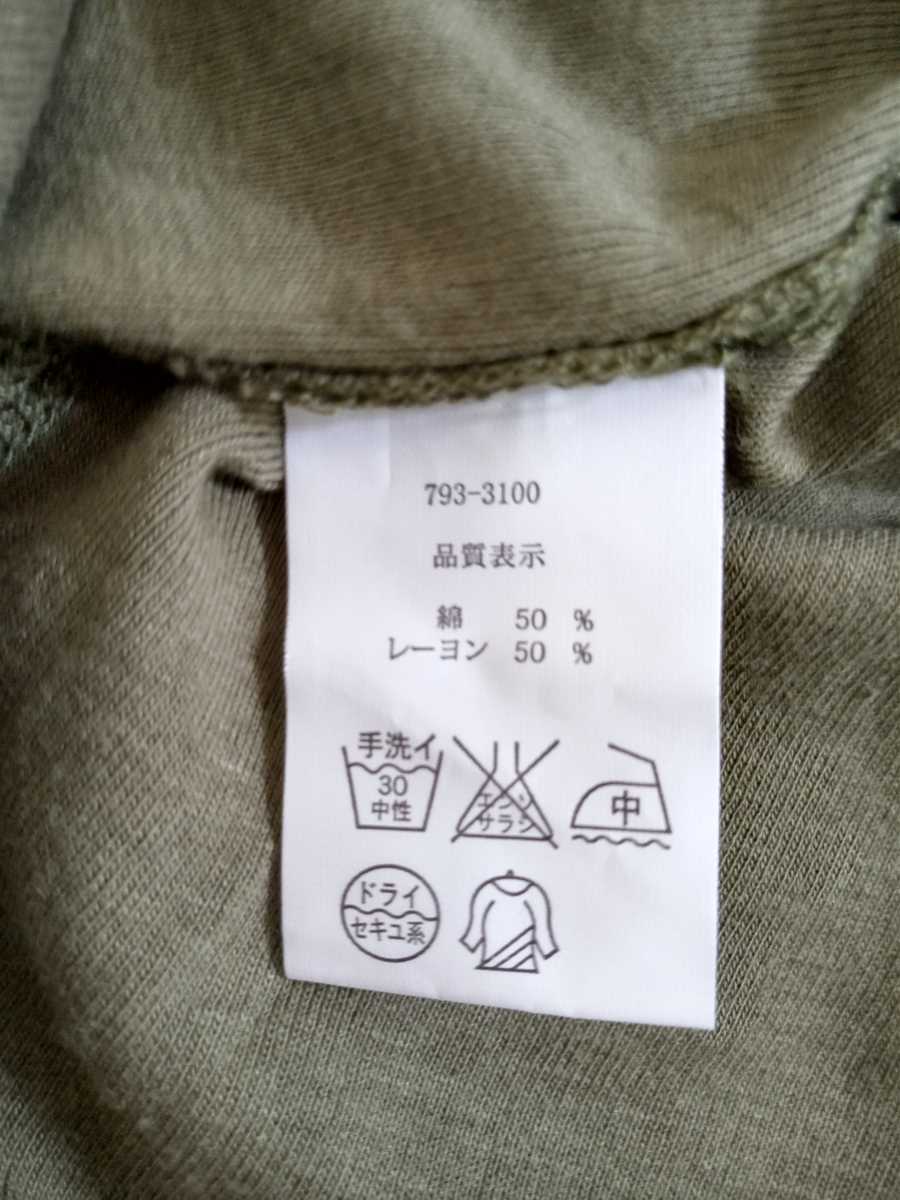 793-3100
品質表示
綿 50 %
レーヨン 50 %
手洗イ
30
中性
エンソ
サラシ
中
ドライ
セキユ系